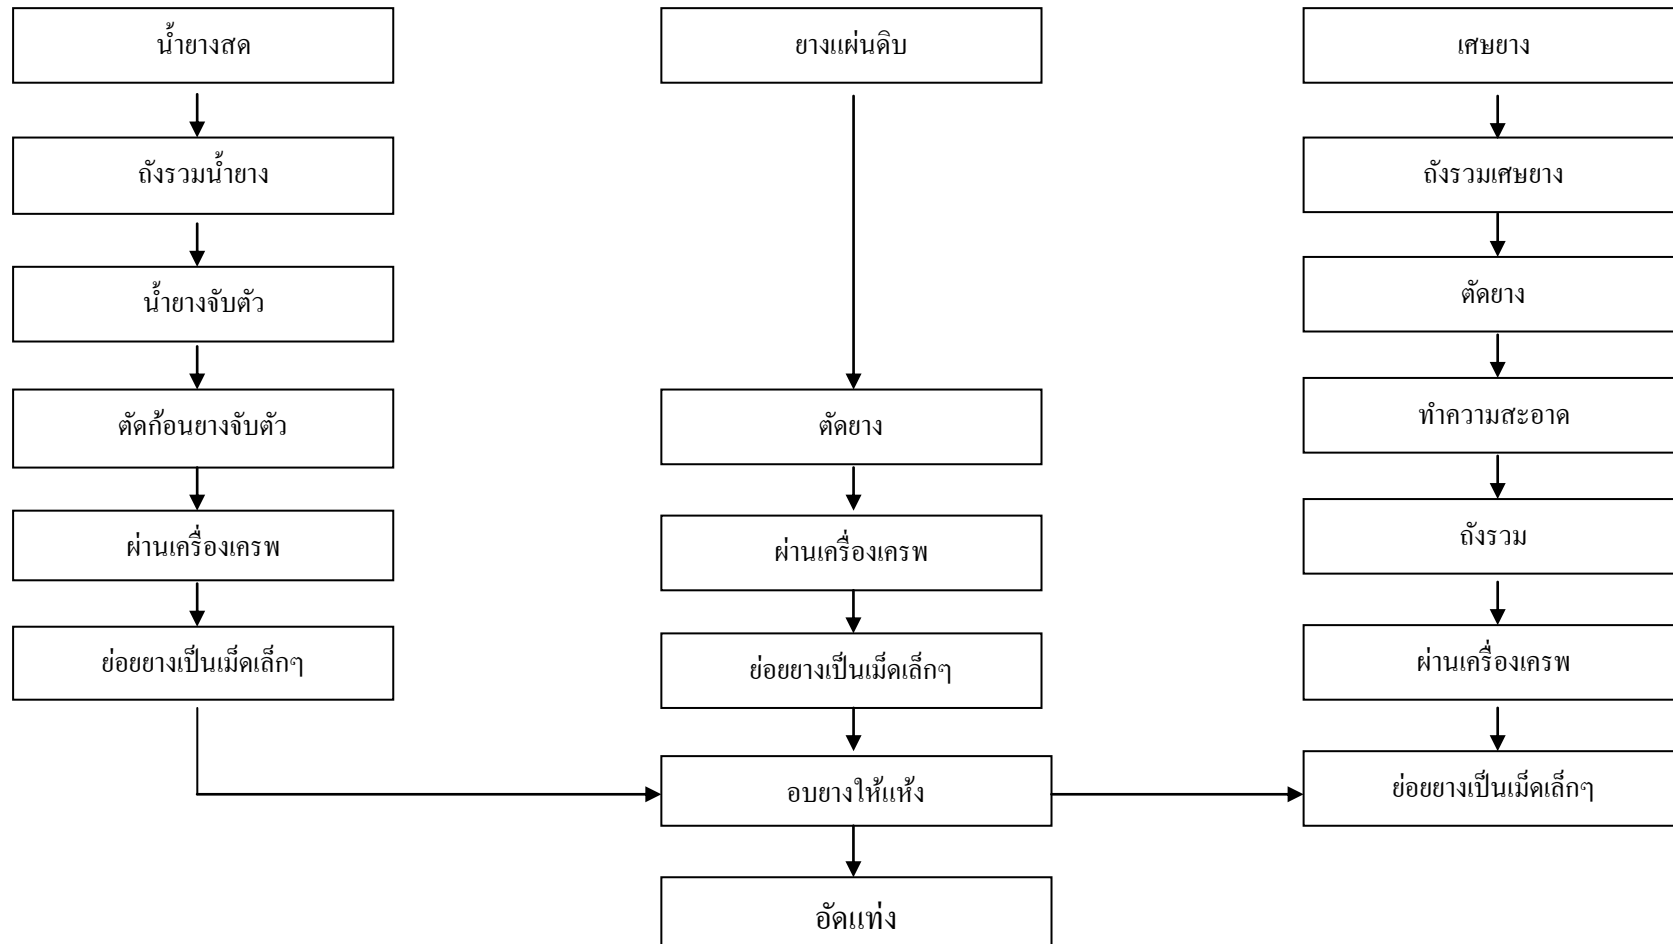 น้ำยางสด
ถังรวมน้ำยาง
น้ำยางจับตัว
ตัดก้อนยางจับตัว
ผ่านเครื่องเครพ
ย่อยยางเป็นเม็ดเล็กๆ
ยางแผ่นดิบ
ตัดยาง
ผ่านเครื่องเครพ
ย่อยยางเป็นเม็ดเล็กๆ
อบยางให้แห้ง
อัดแท่ง
เศษยาง
ถังรวมเศษยาง
ตัดยาง
ทำความสะอาด
ถังรวม
ผ่านเครื่องเครพ
ย่อยยางเป็นเม็ดเล็กๆ